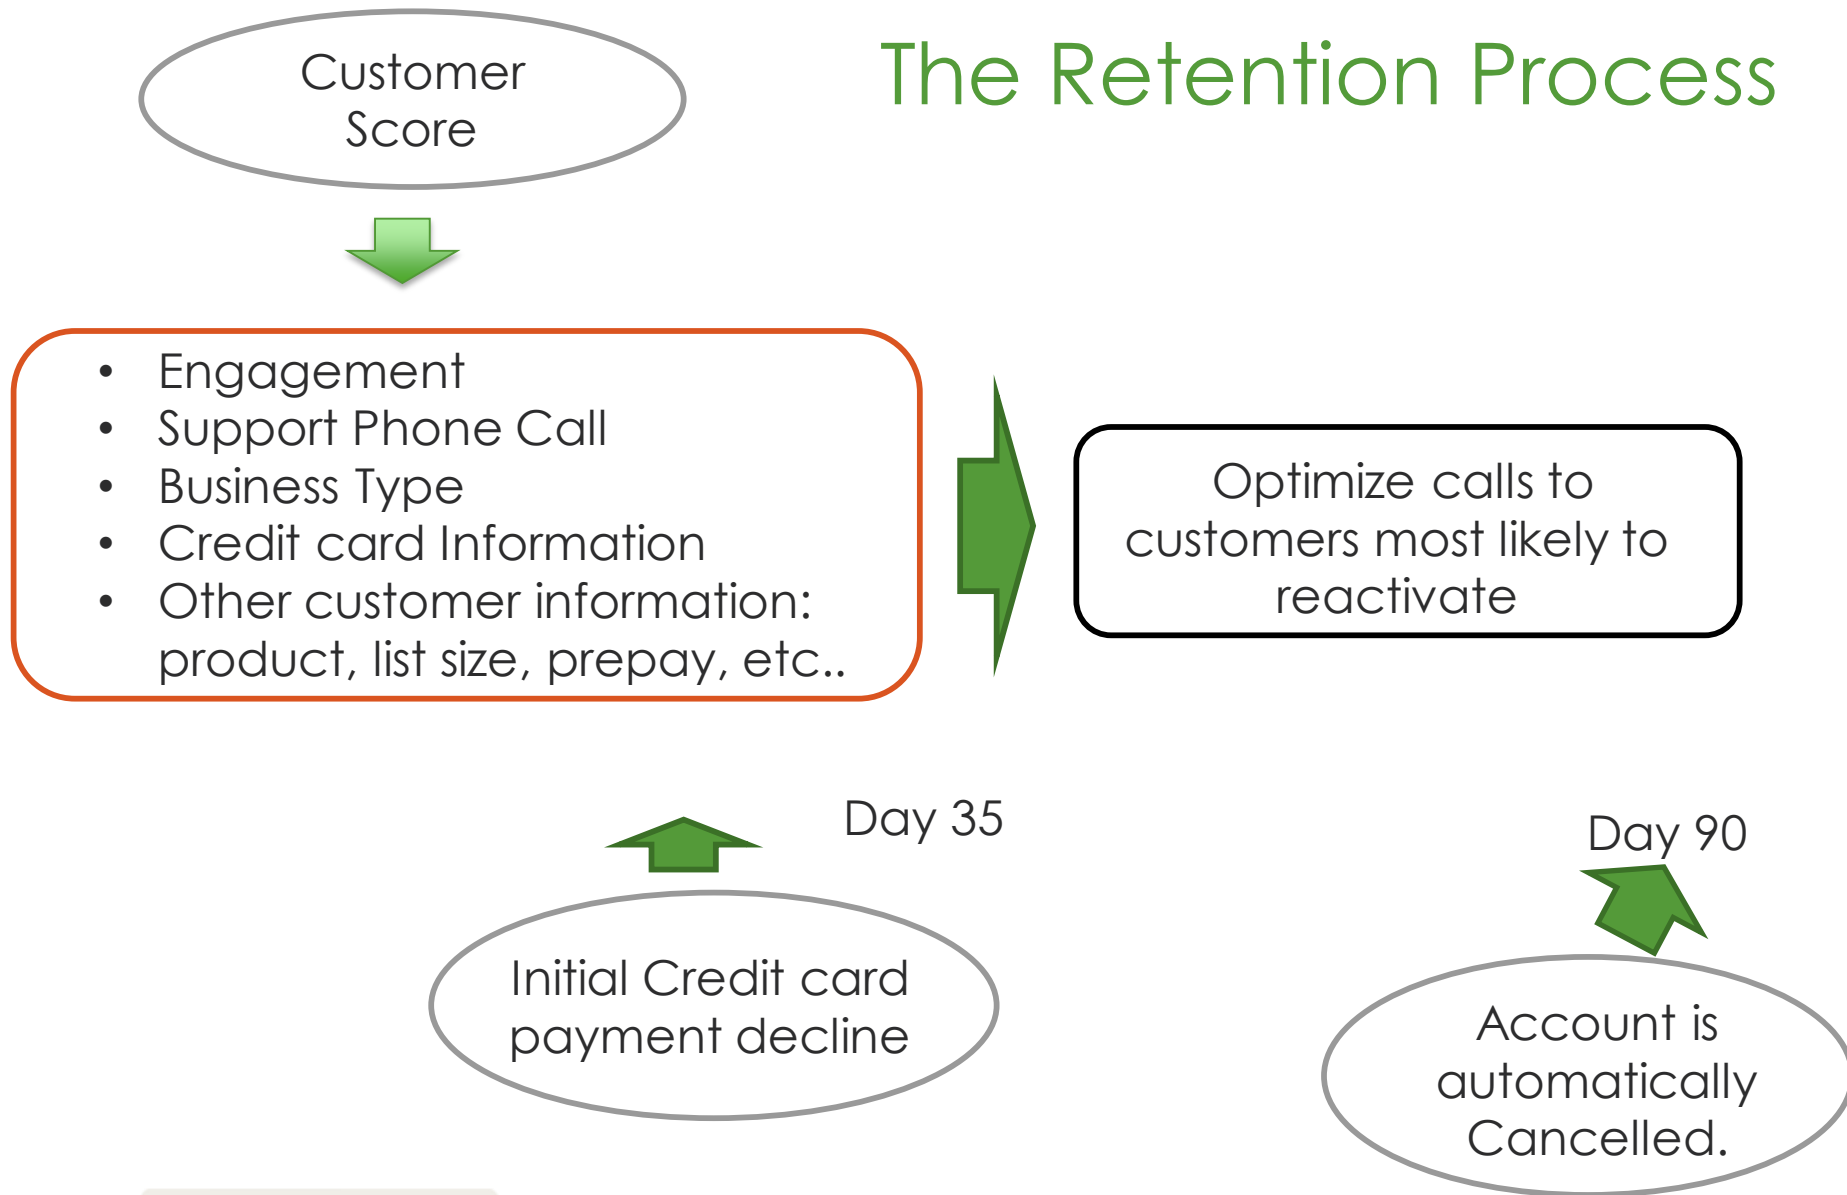 The Retention Process
Customer
Score
• Engagement
• Support Phone Call
• Business Type
• Credit card Information
• Other customer information:
product, list size, prepay, etc..
Optimize calls to
customers most likely to
reactivate
Day 35
Day 90
Initial Credit card
payment decline
Account is
automatically
Cancelled.